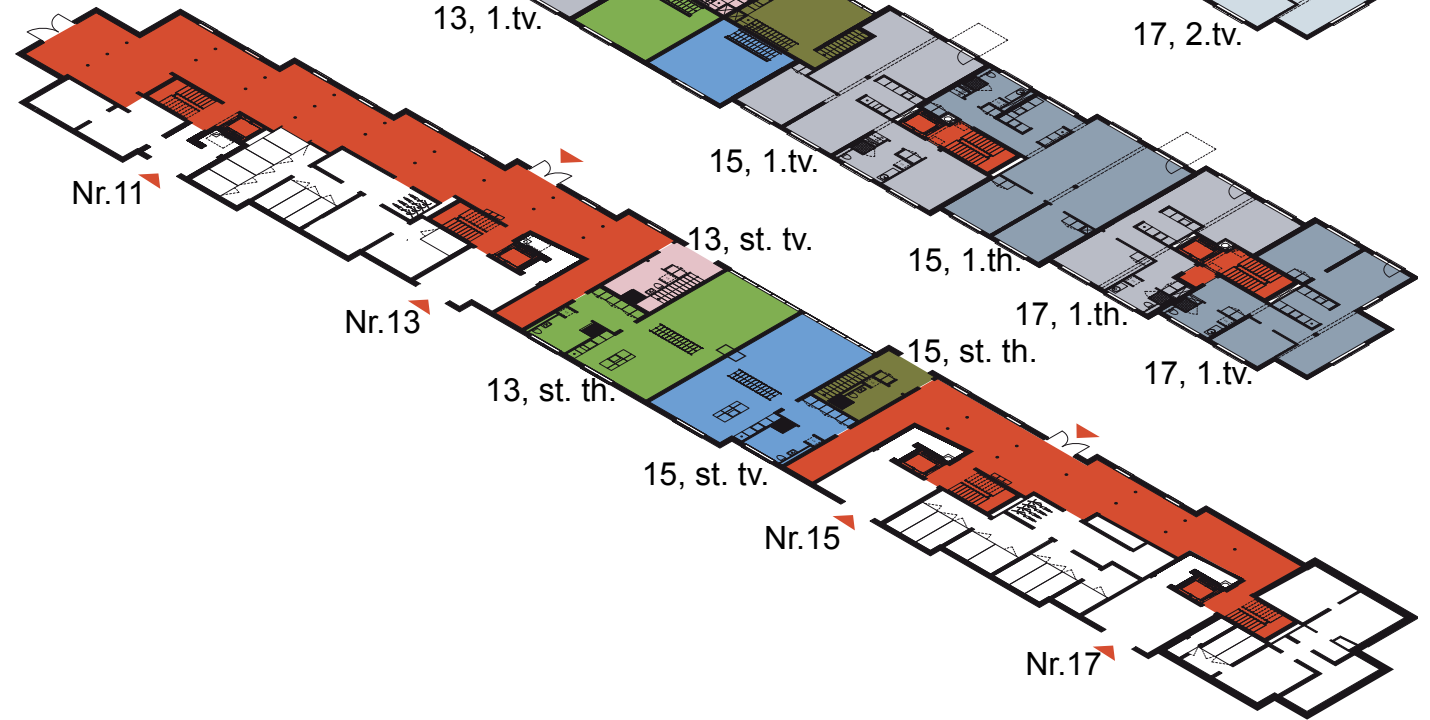 13, 1.tv.
17, 2.tv.
15, 1.tv.
Nr.11
13, st. tv.
15, 1.th.
17, 1.th.
Nr.13
15, st. th.
17, 1.tv.
13, st. th.
15, st. tv.
Nr.15
Nr.17